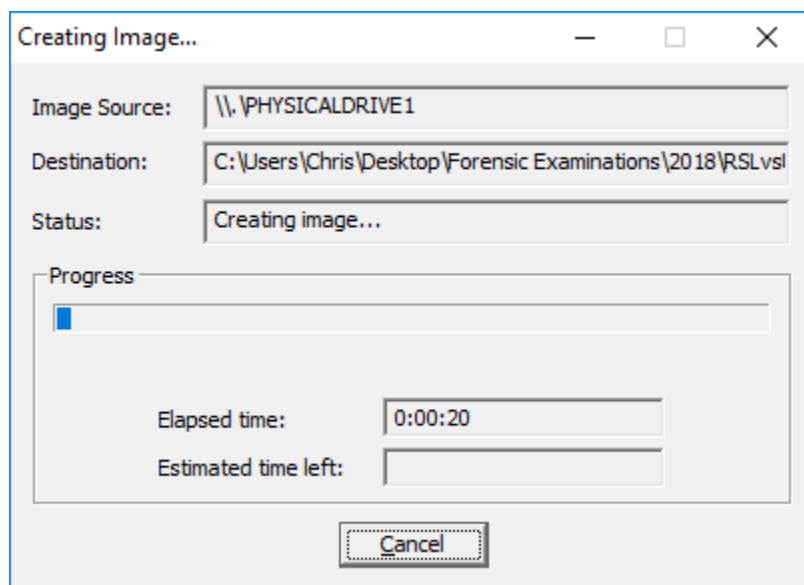 Creating Image...
Image Source: \\.\PHYSICALDRIVE1
Destination: C:\Users\Chris\Desktop\Forensic Examinations\2018\RSLvs
Status: Creating image...
Progress
Elapsed time: 0:00:20
Estimated time left:
Cancel